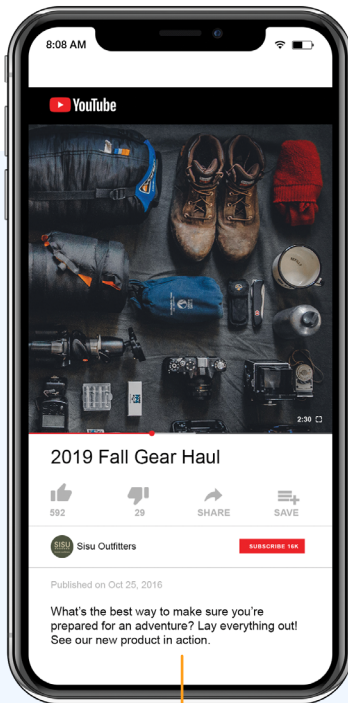 8:08 AM
YouTube
2:30
2019 Fall Gear Haul
592
29
SHARE
SAVE
SISU
Sisu Outfitters
SUBSCRIBE 16K
Published on Oct 25, 2016
What's the best way to make sure you're
prepared for an adventure? Lay everything out!
See our new product in action.